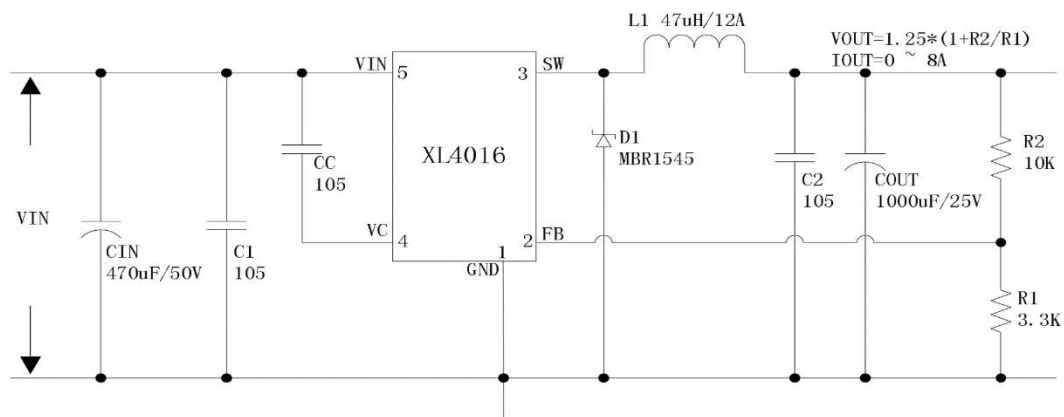 L1 47uH/12A
VOUT=1.25*(1+R2/R1)
IOUT=0 ~ 8A
VIN
5
3
SW
XL4016
CC
105
D1
MBR1545
C2
105
COUT
1000uF/25V
R2
10K
VIN
CIN
470uF/50V
C1
105
VC
4
1
GND
2
FB
R1
3.3K